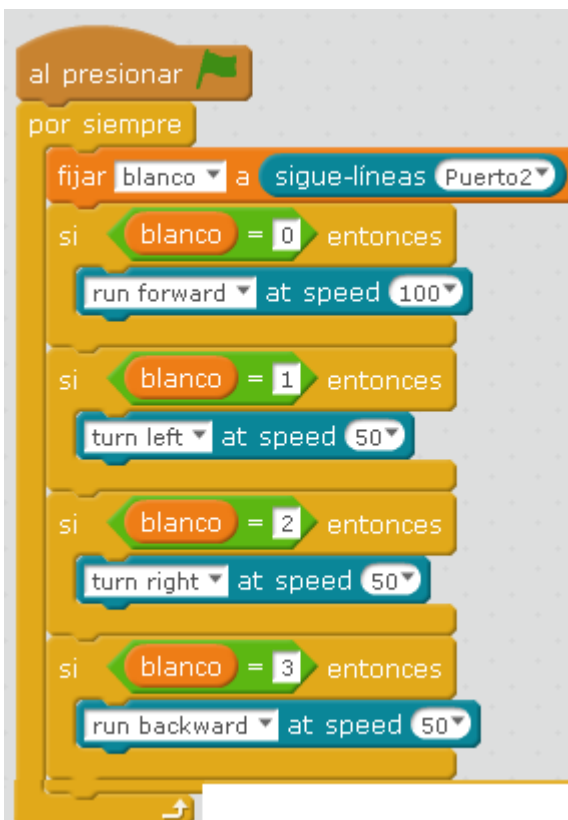 al presionar
por siempre
fijar blanco a sigue-líneas Puerto2
si blanco = 0 entonces
run forward at speed 100
si blanco = 1 entonces
turn left at speed 50
si blanco = 2 entonces
turn right at speed 50
si blanco = 3 entonces
run backward at speed 50